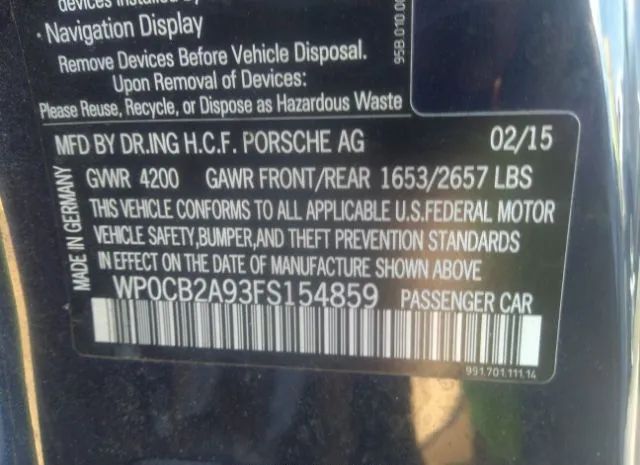 devices installed
· Navigation Display
Remove Devices Before Vehicle Disposal.
Upon Removal of Devices:
Please Reuse, Recycle, or Dispose as Hazardous Waste
95B.010.00
MFD BY DR.ING H.C.F. PORSCHE AG 02/15
MADE IN GERMANY
GVWR 4200 GAWR FRONT/REAR 1653/2657 LBS
THIS VEHICLE CONFORMS TO ALL APPLICABLE U.S.FEDERAL MOTOR
VEHICLE SAFETY,BUMPER,AND THEFT PREVENTION STANDARDS
IN EFFECT ON THE DATE OF MANUFACTURE SHOWN ABOVE
WP0CB2A93FS154859 PASSENGER CAR
991.701.111.14